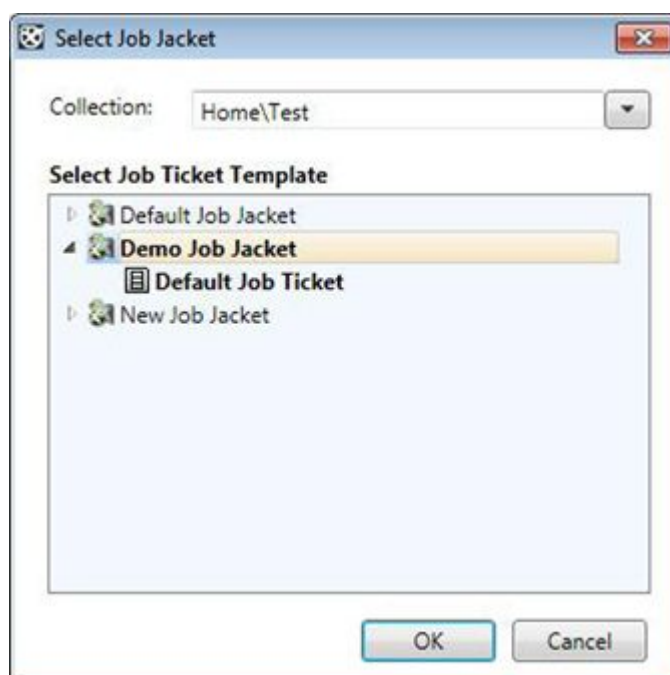 Select Job Jacket
Collection: Home\Test
Select Job Ticket Template
Default Job Jacket
Demo Job Jacket
Default Job Ticket
New Job Jacket
OK Cancel